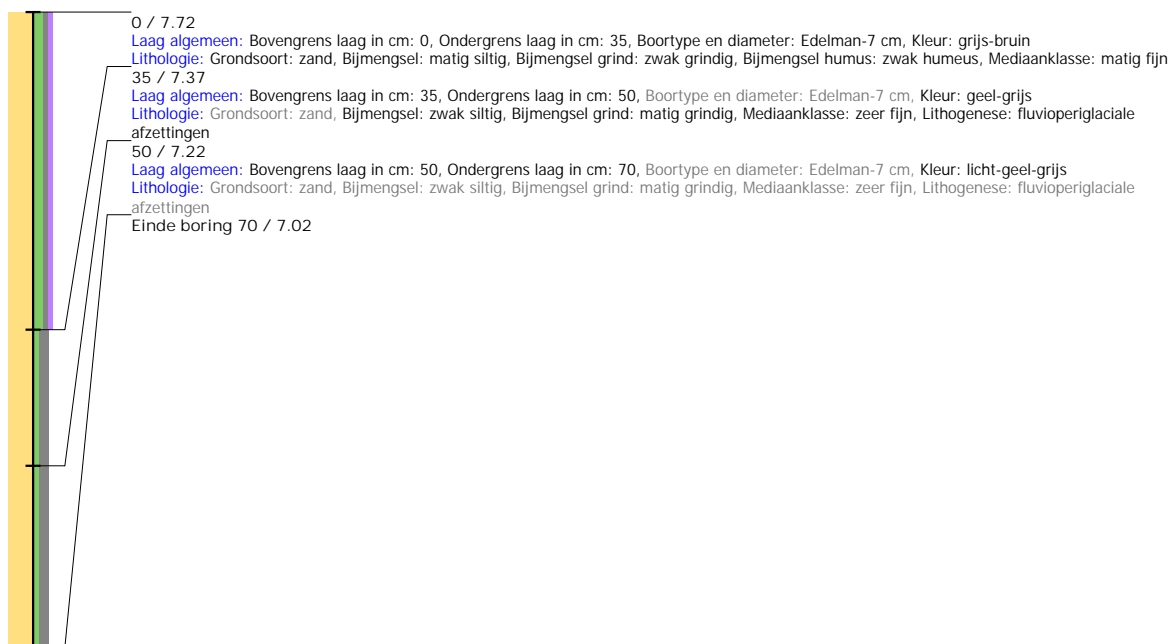 0 / 7.72
Laag algemeen: Bovengrens laag in cm: 0, Ondergrens laag in cm: 35, Boortype en diameter: Edelman-7 cm, Kleur: grijs-bruin
Lithologie: Grondsoort: zand, Bijmengsel: matig siltig, Bijmengsel grind: zwak grindig, Bijmengsel humus: zwak humeus, Mediaanklasse: matig fijn
35 / 7.37
Laag algemeen: Bovengrens laag in cm: 35, Ondergrens laag in cm: 50, Boortype en diameter: Edelman-7 cm, Kleur: geel-grijs
Lithologie: Grondsoort: zand, Bijmengsel: zwak siltig, Bijmengsel grind: matig grindig, Mediaanklasse: zeer fijn, Lithogenese: fluvioperiglaciale
afzettingen
50 / 7.22
Laag algemeen: Bovengrens laag in cm: 50, Ondergrens laag in cm: 70, Boortype en diameter: Edelman-7 cm, Kleur: licht-geel-grijs
Lithologie: Grondsoort: zand, Bijmengsel: zwak siltig, Bijmengsel grind: matig grindig, Mediaanklasse: zeer fijn, Lithogenese: fluvioperiglaciale
afzettingen
Einde boring 70 / 7.02